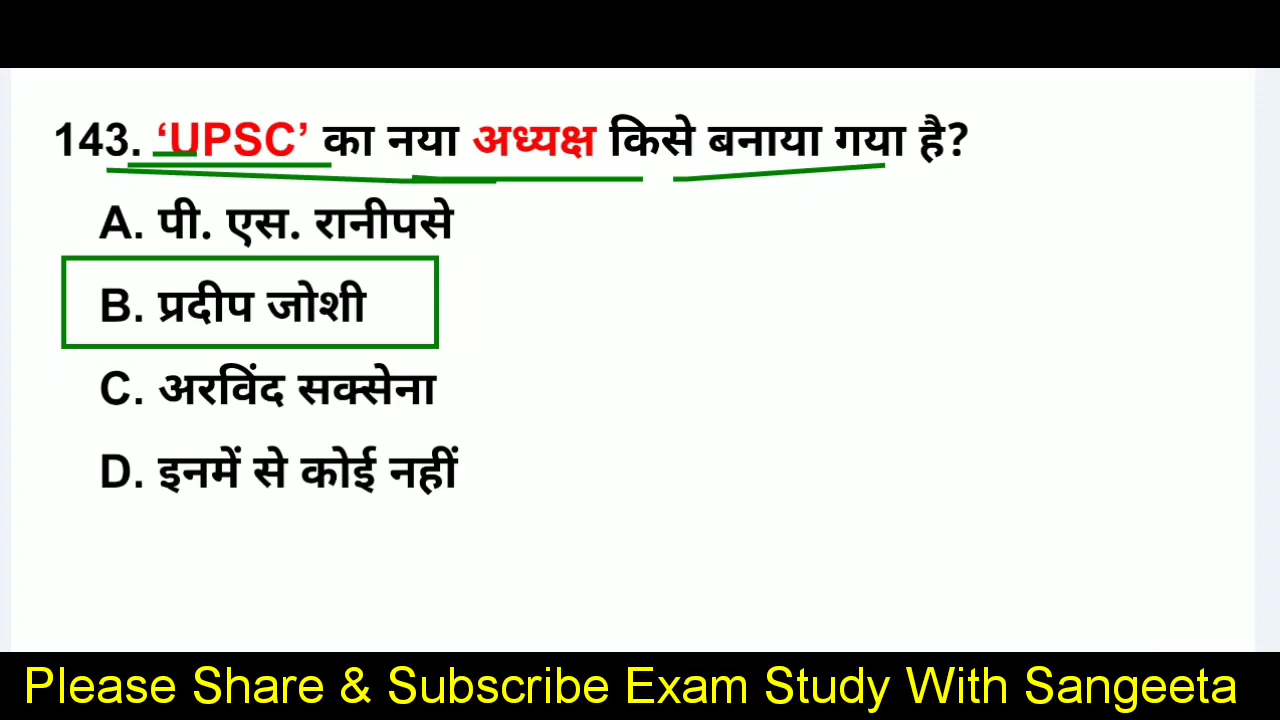 143. ‘UPSC’ का नया अध्यक्ष किसे बनाया गया है?
A. पी. एस. रानीपसे
B. प्रदीप जोशी
C. अरविंद सक्सेना
D. इनमें से कोई नहीं
Please Share & Subscribe Exam Study With Sangeeta